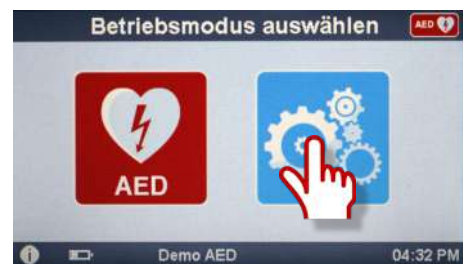 Betriebsmodus auswählen
AED
AED
Demo AED
04:32 PM